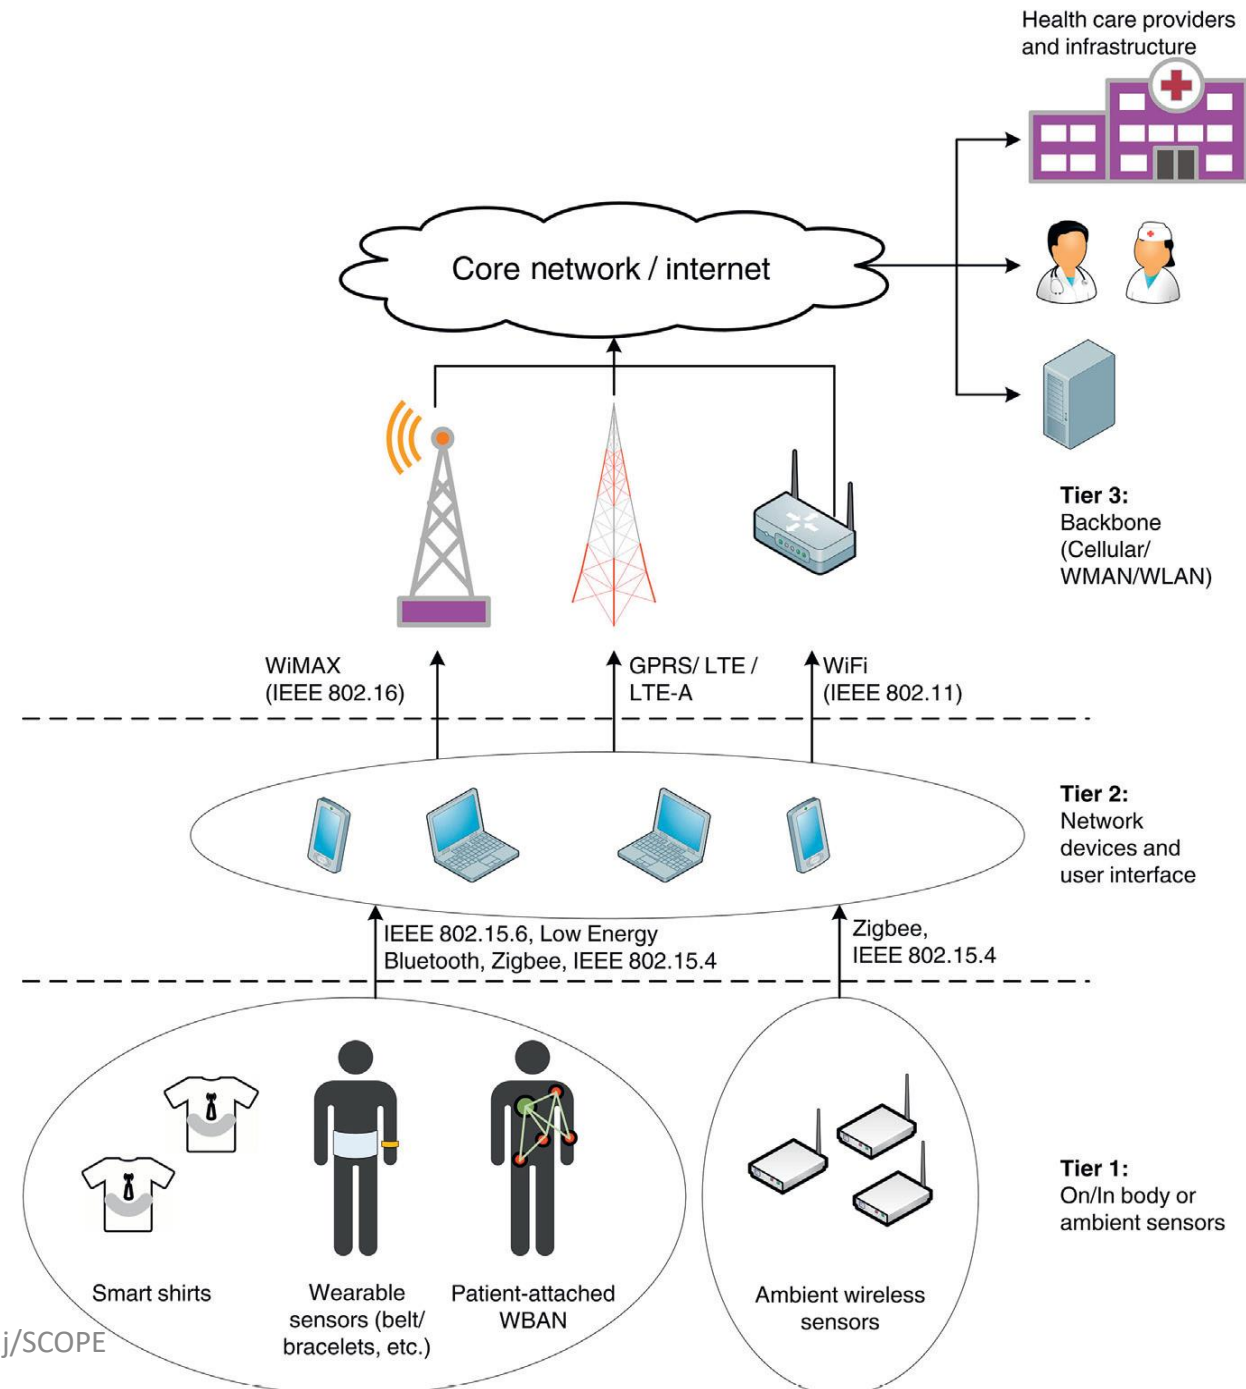 Health care providers
and infrastructure
Core network / internet
Tier 3:
Backbone
(Cellular/
WMAN/WLAN)
WiMAX
(IEEE 802.16)
GPRS/ LTE /
LTE-A
WiFi
(IEEE 802.11)
Tier 2:
Network
devices and
user interface
IEEE 802.15.6, Low Energy
Bluetooth, Zigbee, IEEE 802.15.4
Zigbee,
IEEE 802.15.4
Tier 1:
On/In body or
ambient sensors
Smart shirts
Wearable
sensors (belt/
bracelets, etc.)
Patient-attached
WBAN
Ambient wireless
sensors
j/SCOPE